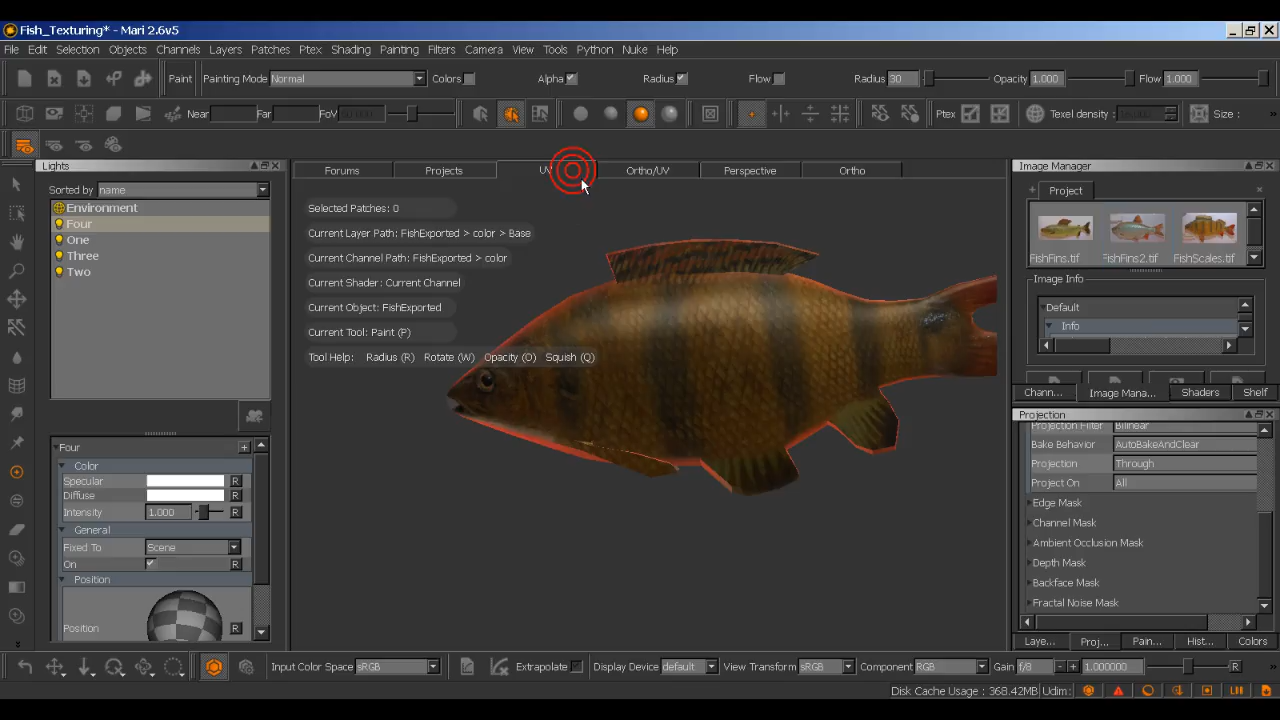 Fish_Texturing* - Mari 2.6v5
File Edit Selection Objects Channels Layers Patches Ptex Shading Painting Filters Camera View Tools Python Nuke Help
Paint Painting Mode Normal Colors Alpha Radius Flow Radius 30 Opacity 1.000 Flow 1.000
Near Far FoV Ptex Texel density Size :
Lights
Forums Projects UV Ortho/UV Perspective Ortho
Image Manager
Sorted by name
Project
Environment
Four
One
Three
Two
Selected Patches: 0
Current Layer Path: FishExported > color > Base
Current Channel Path: FishExported > color
Current Shader: Current Channel
Current Object: FishExported
Current Tool: Paint (P)
Tool Help: Radius (R) Rotate (W) Opacity (O) Squish (Q)
FishFins.tif FishFins2.tif FishScales.tif
Image Info
Default
Info
Chann... Image Mana... Shaders Shelf
Projection
Projection Filter Bilinear
Bake Behavior AutoBakeAndClear
Projection Through
Project On All
Edge Mask
Channel Mask
Ambient Occlusion Mask
Depth Mask
Backface Mask
Fractal Noise Mask
Laye... Proj... Pain... Hist... Colors
Four
Color
Specular R
Diffuse R
Intensity 1.000 R
General
Fixed To Scene
On R
Position
Position R
Input Color Space sRGB Extrapolate Display Device default View Transform sRGB Component RGB Gain f/8 - + 1.000000 R
Disk Cache Usage : 368.42MB Udim: